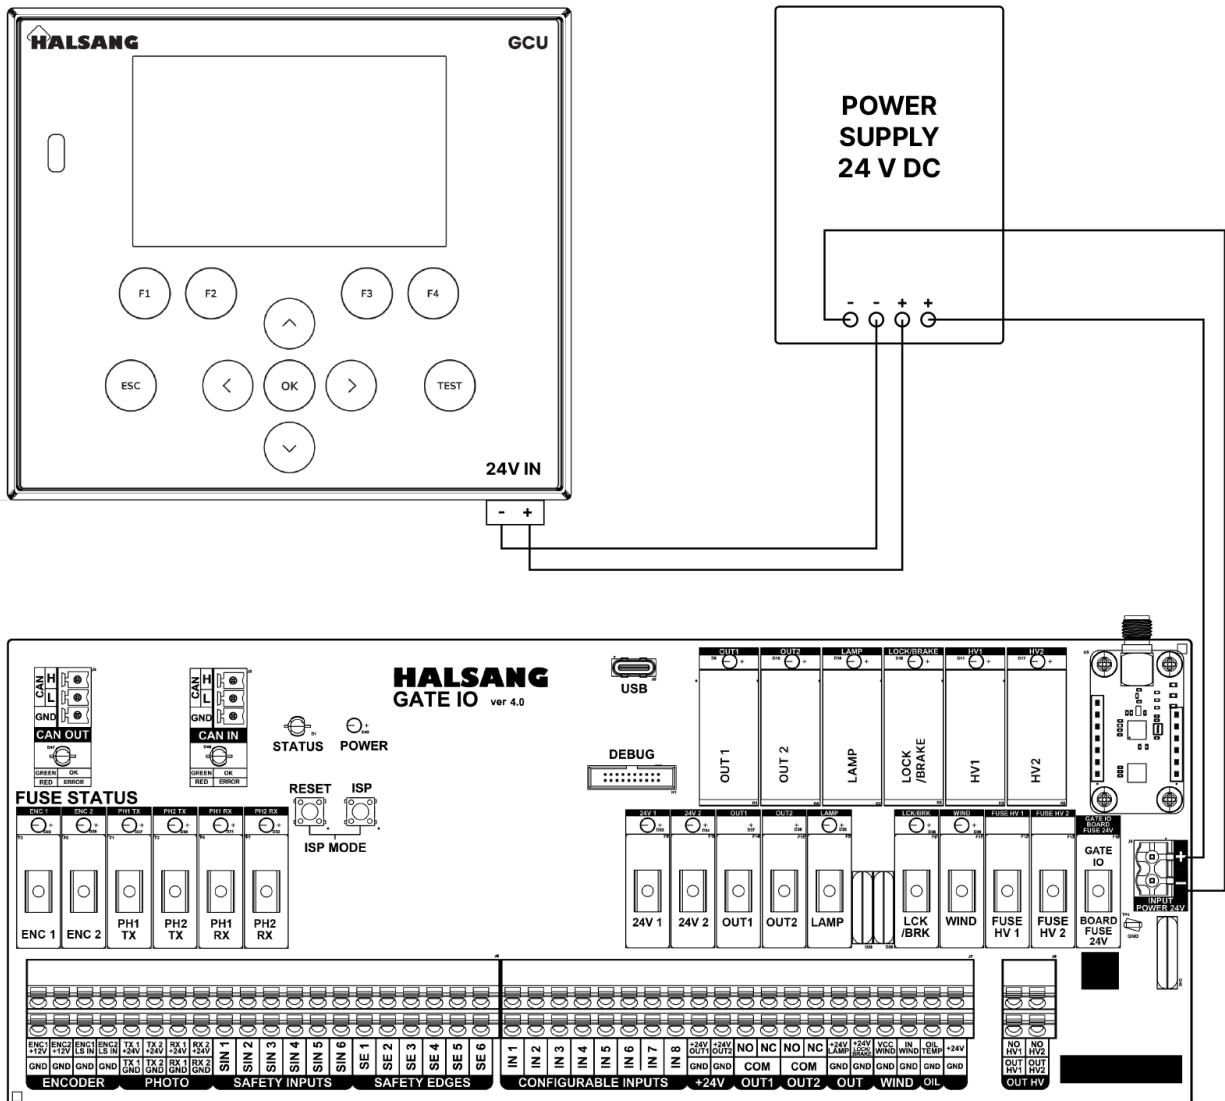 HALSANG
GCU
F1
F2
F3
F4
ESC
OK
TEST
24V IN
- +
POWER
SUPPLY
24 V DC
- - + +
HALSANG
GATE IO ver 4.0
CAN
H
L
GND
CAN OUT
GREEN OK
RED ERROR
CAN
H
L
GND
CAN IN
GREEN OK
RED ERROR
STATUS
POWER
RESET
ISP
ISP MODE
USB
DEBUG
FUSE STATUS
ENC 1
ENC 2
PH1 TX
PH2 TX
PH1 RX
PH2 RX
ENC 1
ENC 2
PH1
TX
PH2
TX
PH1
RX
PH2
RX
OUT1
OUT2
LAMP
LOCK/BRAKE
HV1
HV2
OUT 1
OUT 2
LAMP
LOCK
/BRAKE
HV1
HV2
24V 1
24V 2
OUT1
OUT2
LAMP
LCK/BRK
WIND
FUSE HV 1
FUSE HV 2
GATE IO
BOARD
FUSE 24V
24V 1
24V 2
OUT1
OUT2
LAMP
LCK
/BRK
WIND
FUSE
HV 1
FUSE
HV 2
GATE
IO
BOARD
FUSE
24V
+
-
INPUT
POWER 24V
GND
ENC1
+12V
ENC2
+12V
ENC1
LS IN
ENC2
LS IN
TX 1
+24V
TX 2
+24V
RX 1
+24V
RX 2
+24V
GND GND GND GND
TX 1
GND
TX 2
GND
RX 1
GND
RX 2
GND
ENCODER
PHOTO
SIN 1
SIN 2
SIN 3
SIN 4
SIN 5
SIN 6
SAFETY INPUTS
SE 1
SE 2
SE 3
SE 4
SE 5
SE 6
SAFETY EDGES
IN 1
IN 2
IN 3
IN 4
IN 5
IN 6
IN 7
IN 8
CONFIGURABLE INPUTS
+24V
OUT1
+24V
OUT2
GND GND
+24V
NO NC
COM
OUT1
NO NC
COM
OUT2
+24V
LAMP
+24V
LOCK/
BRAKE
GND GND
OUT
VCC
WIND
IN
WIND
GND GND
WIND
OIL
TEMP
GND
OIL
+24V
GND
NO
HV1
NO
HV2
OUT
HV1
OUT
HV2
OUT HV